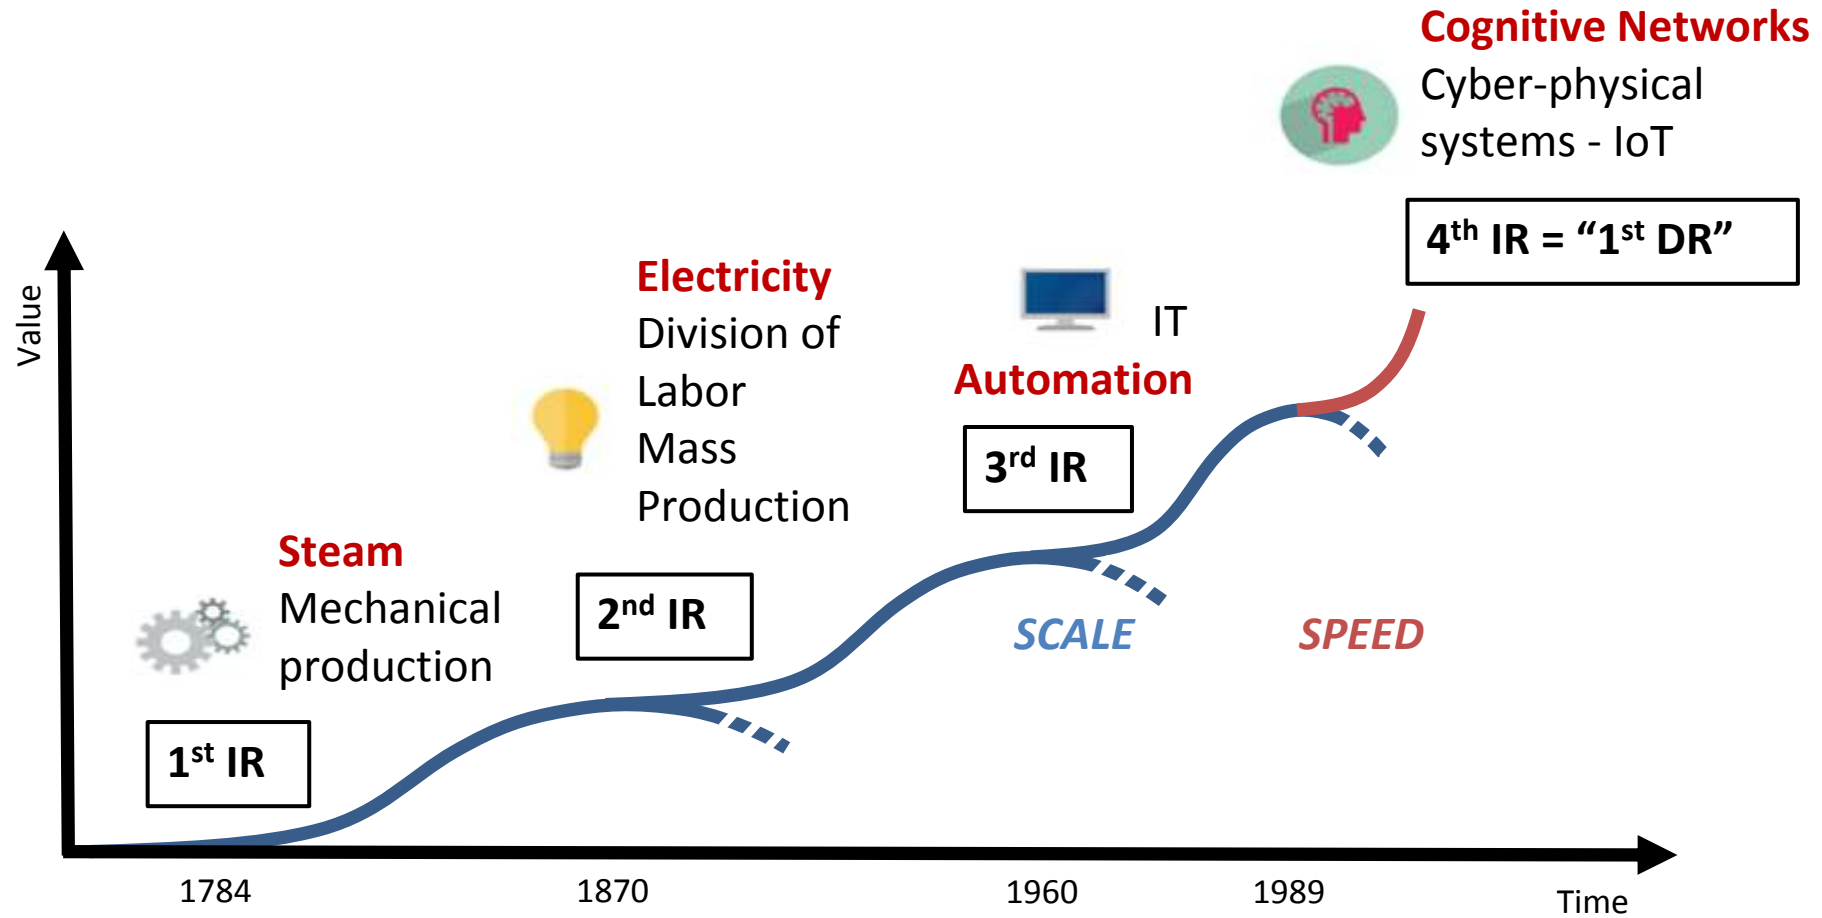 Cognitive Networks
Cyber-physical
systems - IoT
4th IR = “1st DR”
Value
Electricity
Division of
Labor
Mass
Production
IT
Automation
3rd IR
Steam
Mechanical
production
2nd IR
SCALE
SPEED
1st IR
1784
1870
1960
1989
Time